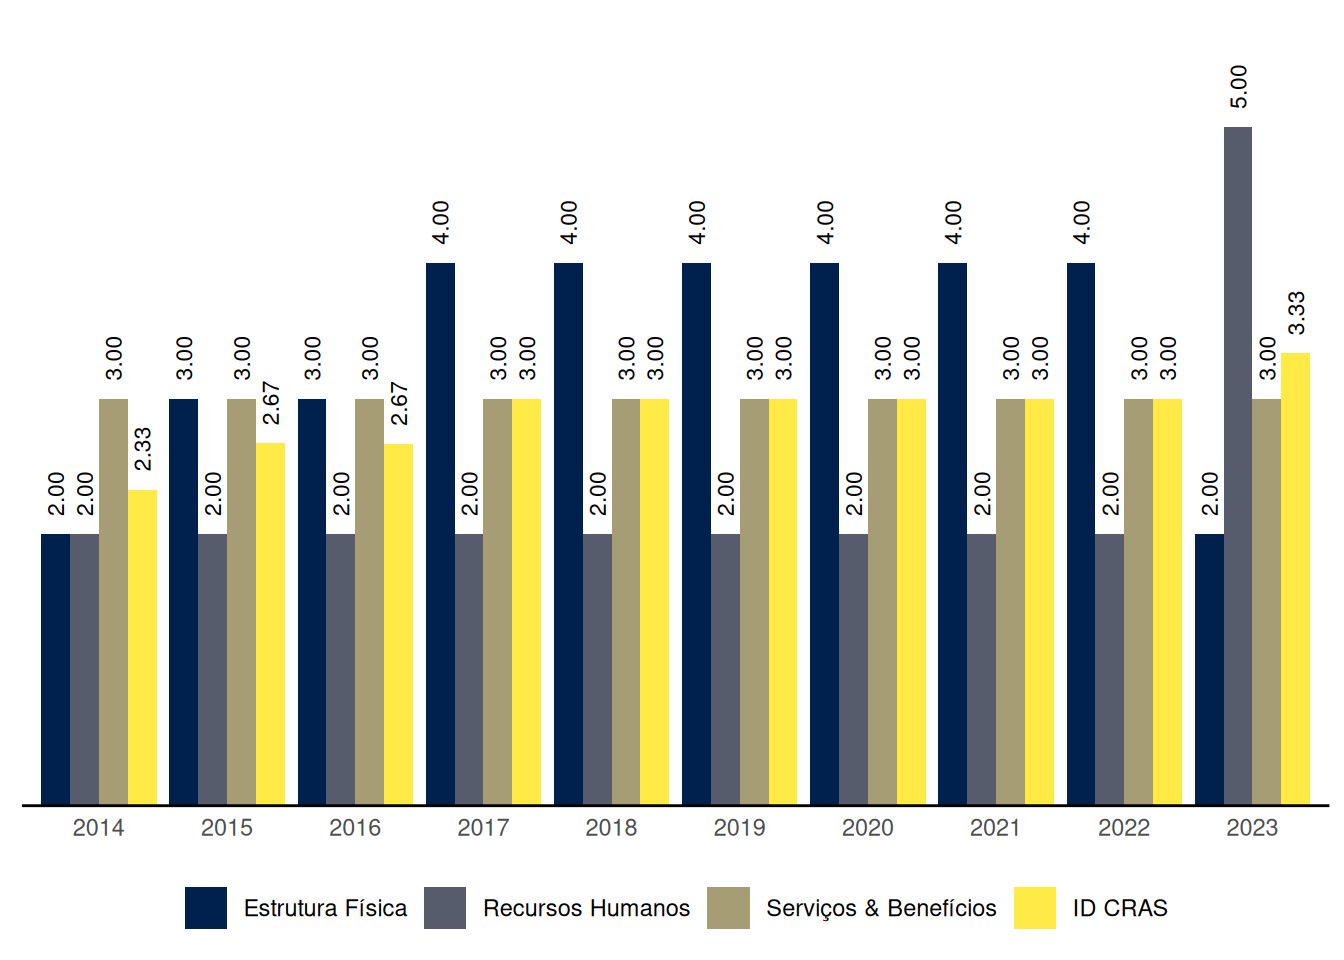 2.00 2.00 3.00 2.33 3.00 2.00 3.00 2.67 3.00 2.00 3.00 2.67 4.00 2.00 3.00 3.00 4.00 2.00 3.00 3.00 4.00 2.00 3.00 3.00 4.00 2.00 3.00 3.00 4.00 2.00 3.00 3.00 4.00 2.00 3.00 3.00 2.00 5.00 3.00 3.33
2014 2015 2016 2017 2018 2019 2020 2021 2022 2023
Estrutura Física Recursos Humanos Serviços & Benefícios ID CRAS